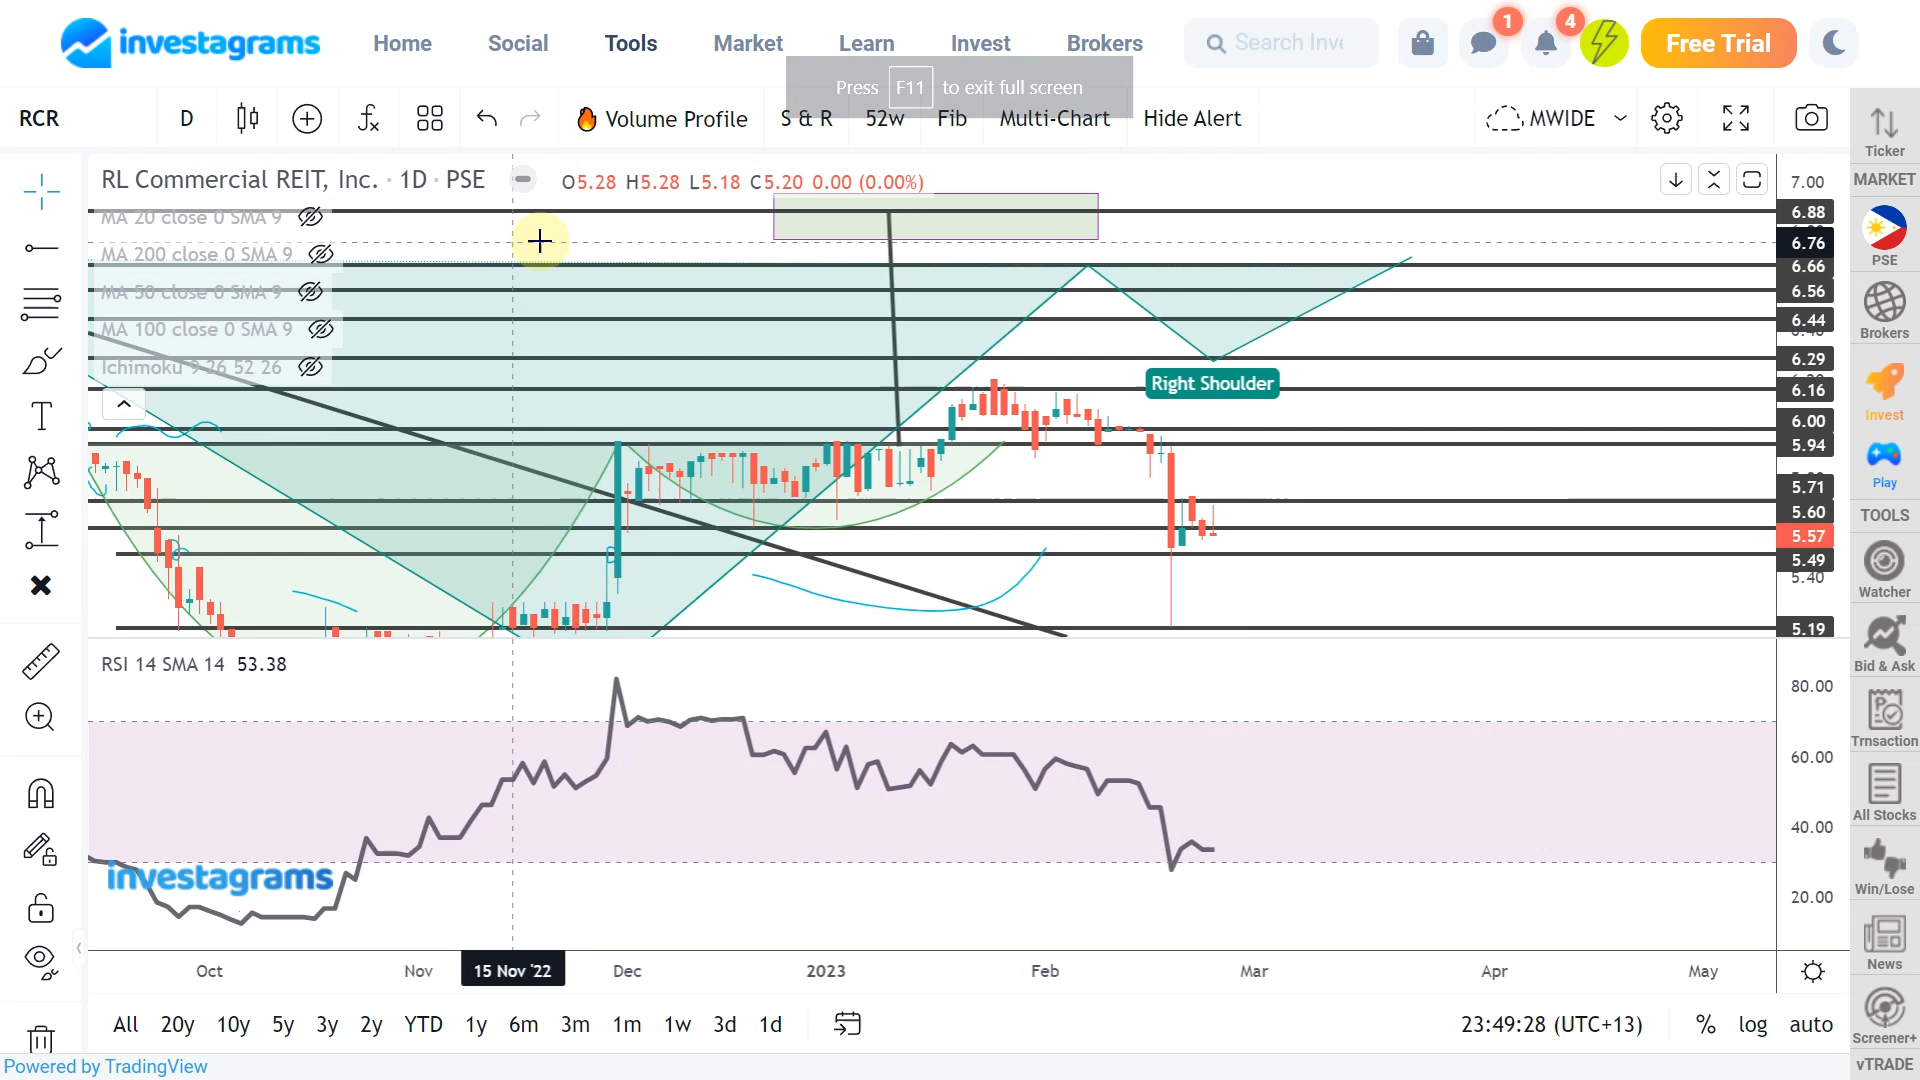 investagrams
Home
Social
Tools
Market
Learn
Invest
Brokers
Search Inve
1
4
Free Trial
Press F11 to exit full screen
RCR
D
Volume Profile
S & R
52w
Fib
Multi-Chart
Hide Alert
MWIDE
RL Commercial REIT, Inc. · 1D · PSE
O5.28 H5.28 L5.18 C5.20 0.00 (0.00%)
MA 20 close 0 SMA 9
MA 200 close 0 SMA 9
MA 50 close 0 SMA 9
MA 100 close 0 SMA 9
Ichimoku 9 26 52 26
Right Shoulder
7.00
6.88
6.76
6.66
6.56
6.44
6.29
6.16
6.00
5.94
5.71
5.60
5.57
5.49
5.40
5.19
RSI 14 SMA 14 53.38
80.00
60.00
40.00
20.00
investagrams
Oct
Nov
15 Nov '22
Dec
2023
Feb
Mar
Apr
May
All
20y
10y
5y
3y
2y
YTD
1y
6m
3m
1m
1w
3d
1d
23:49:28 (UTC+13)
%
log
auto
Powered by TradingView
Ticker
MARKET
PSE
Brokers
Invest
Play
TOOLS
Watcher
Bid & Ask
Trnsaction
All Stocks
Win/Lose
News
Screener+
vTRADE